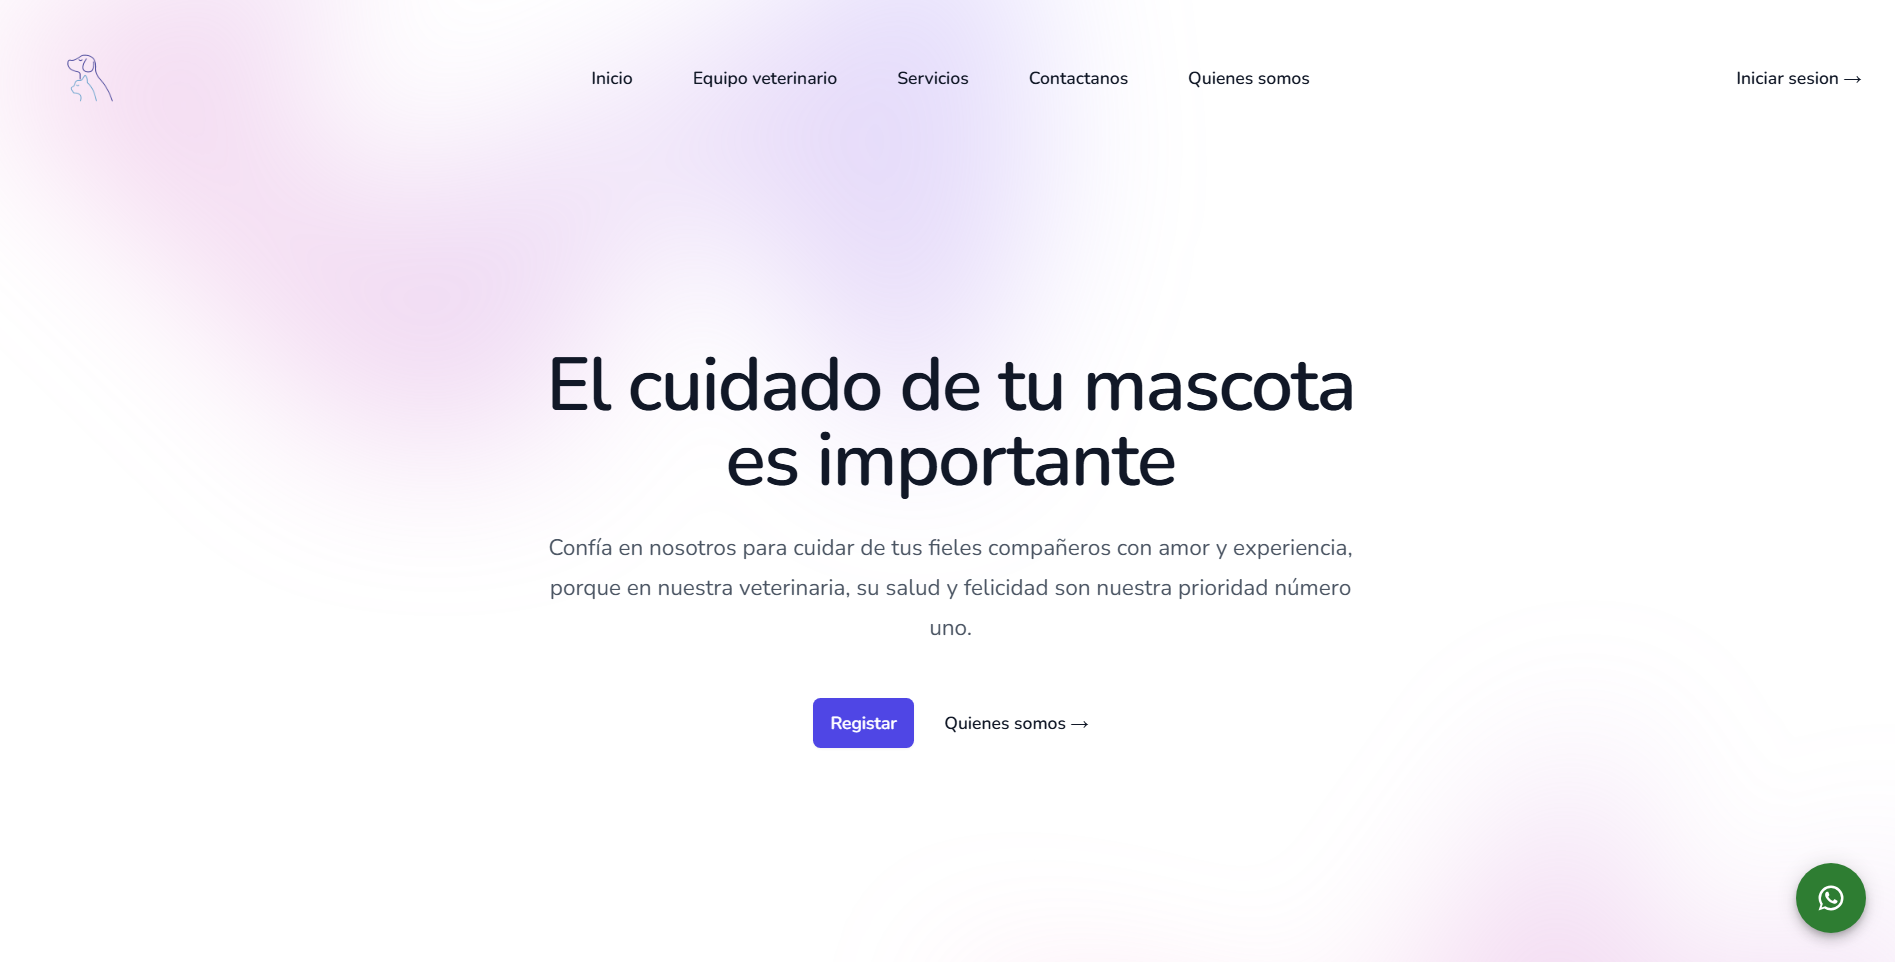 Inicio
Equipo veterinario
Servicios
Contactanos
Quienes somos
Iniciar sesion →
El cuidado de tu mascota
es importante
Confía en nosotros para cuidar de tus fieles compañeros con amor y experiencia,
porque en nuestra veterinaria, su salud y felicidad son nuestra prioridad número
uno.
Registar
Quienes somos →